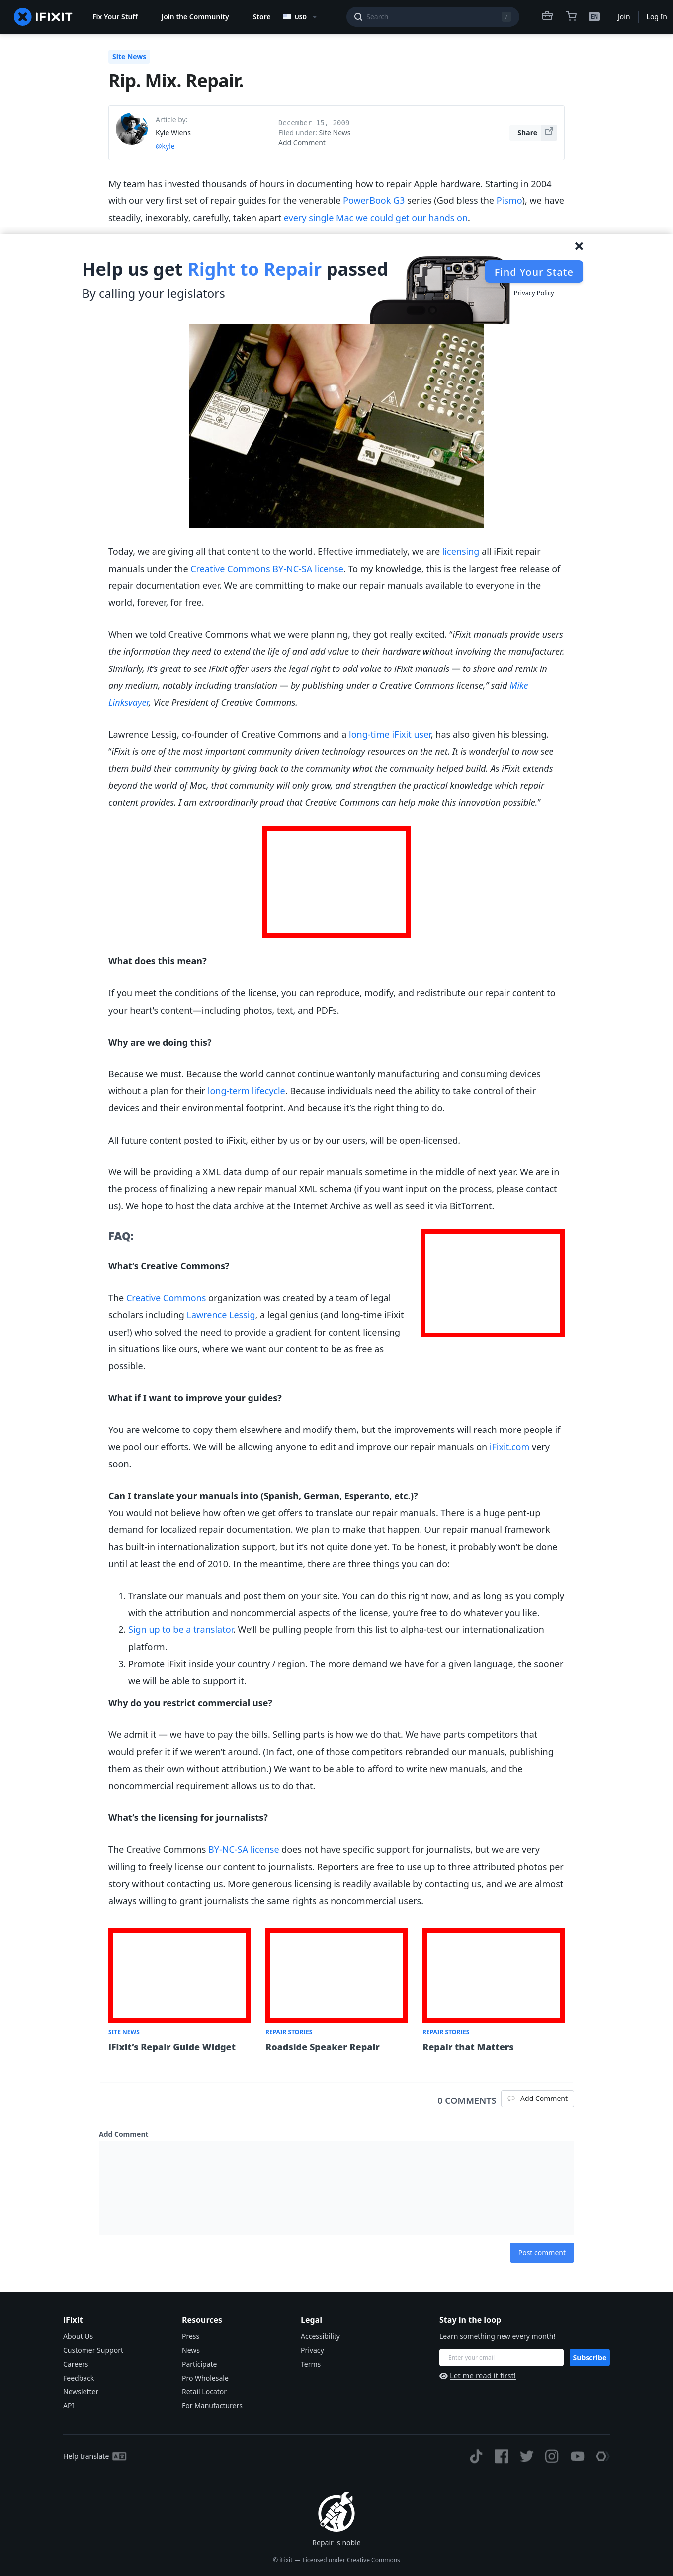 IFIXIT
Fix Your Stuff
Join the Community
Store
USD
Search
/
EN
Join
Log In
Site News
Rip. Mix. Repair.
Article by:
Kyle Wiens
@kyle
December 15, 2009
Filed under: Site News
Add Comment
Share
My team has invested thousands of hours in documenting how to repair Apple hardware. Starting in 2004
with our very first set of repair guides for the venerable PowerBook G3 series (God bless the Pismo), we have
steadily, inexorably, carefully, taken apart every single Mac we could get our hands on.
Help us get Right to Repair passed
By calling your legislators
Find Your State
Privacy Policy
Today, we are giving all that content to the world. Effective immediately, we are licensing all iFixit repair
manuals under the Creative Commons BY-NC-SA license. To my knowledge, this is the largest free release of
repair documentation ever. We are committing to make our repair manuals available to everyone in the
world, forever, for free.
When we told Creative Commons what we were planning, they got really excited. “iFixit manuals provide users
the information they need to extend the life of and add value to their hardware without involving the manufacturer.
Similarly, it’s great to see iFixit offer users the legal right to add value to iFixit manuals — to share and remix in
any medium, notably including translation — by publishing under a Creative Commons license,” said Mike
Linksvayer, Vice President of Creative Commons.
Lawrence Lessig, co-founder of Creative Commons and a long-time iFixit user, has also given his blessing.
“iFixit is one of the most important community driven technology resources on the net. It is wonderful to now see
them build their community by giving back to the community what the community helped build. As iFixit extends
beyond the world of Mac, that community will only grow, and strengthen the practical knowledge which repair
content provides. I am extraordinarily proud that Creative Commons can help make this innovation possible.”
What does this mean?
If you meet the conditions of the license, you can reproduce, modify, and redistribute our repair content to
your heart’s content—including photos, text, and PDFs.
Why are we doing this?
Because we must. Because the world cannot continue wantonly manufacturing and consuming devices
without a plan for their long-term lifecycle. Because individuals need the ability to take control of their
devices and their environmental footprint. And because it’s the right thing to do.
All future content posted to iFixit, either by us or by our users, will be open-licensed.
We will be providing a XML data dump of our repair manuals sometime in the middle of next year. We are in
the process of finalizing a new repair manual XML schema (if you want input on the process, please contact
us). We hope to host the data archive at the Internet Archive as well as seed it via BitTorrent.
FAQ:
What’s Creative Commons?
The Creative Commons organization was created by a team of legal
scholars including Lawrence Lessig, a legal genius (and long-time iFixit
user!) who solved the need to provide a gradient for content licensing
in situations like ours, where we want our content to be as free as
possible.
What if I want to improve your guides?
You are welcome to copy them elsewhere and modify them, but the improvements will reach more people if
we pool our efforts. We will be allowing anyone to edit and improve our repair manuals on iFixit.com very
soon.
Can I translate your manuals into (Spanish, German, Esperanto, etc.)?
You would not believe how often we get offers to translate our repair manuals. There is a huge pent-up
demand for localized repair documentation. We plan to make that happen. Our repair manual framework
has built-in internationalization support, but it’s not quite done yet. To be honest, it probably won’t be done
until at least the end of 2010. In the meantime, there are three things you can do:
1. Translate our manuals and post them on your site. You can do this right now, and as long as you comply
with the attribution and noncommercial aspects of the license, you’re free to do whatever you like.
2. Sign up to be a translator. We’ll be pulling people from this list to alpha-test our internationalization
platform.
3. Promote iFixit inside your country / region. The more demand we have for a given language, the sooner
we will be able to support it.
Why do you restrict commercial use?
We admit it — we have to pay the bills. Selling parts is how we do that. We have parts competitors that
would prefer it if we weren’t around. (In fact, one of those competitors rebranded our manuals, publishing
them as their own without attribution.) We want to be able to afford to write new manuals, and the
noncommercial requirement allows us to do that.
What’s the licensing for journalists?
The Creative Commons BY-NC-SA license does not have specific support for journalists, but we are very
willing to freely license our content to journalists. Reporters are free to use up to three attributed photos per
story without contacting us. More generous licensing is readily available by contacting us, and we are almost
always willing to grant journalists the same rights as noncommercial users.
SITE NEWS
iFixit’s Repair Guide Widget
REPAIR STORIES
Roadside Speaker Repair
REPAIR STORIES
Repair that Matters
0 COMMENTS
Add Comment
Add Comment
Post comment
iFixit
About Us
Customer Support
Careers
Feedback
Newsletter
API
Resources
Press
News
Participate
Pro Wholesale
Retail Locator
For Manufacturers
Legal
Accessibility
Privacy
Terms
Stay in the loop
Learn something new every month!
Enter your email
Subscribe
Let me read it first!
Help translate
Repair is noble
© iFixit — Licensed under Creative Commons